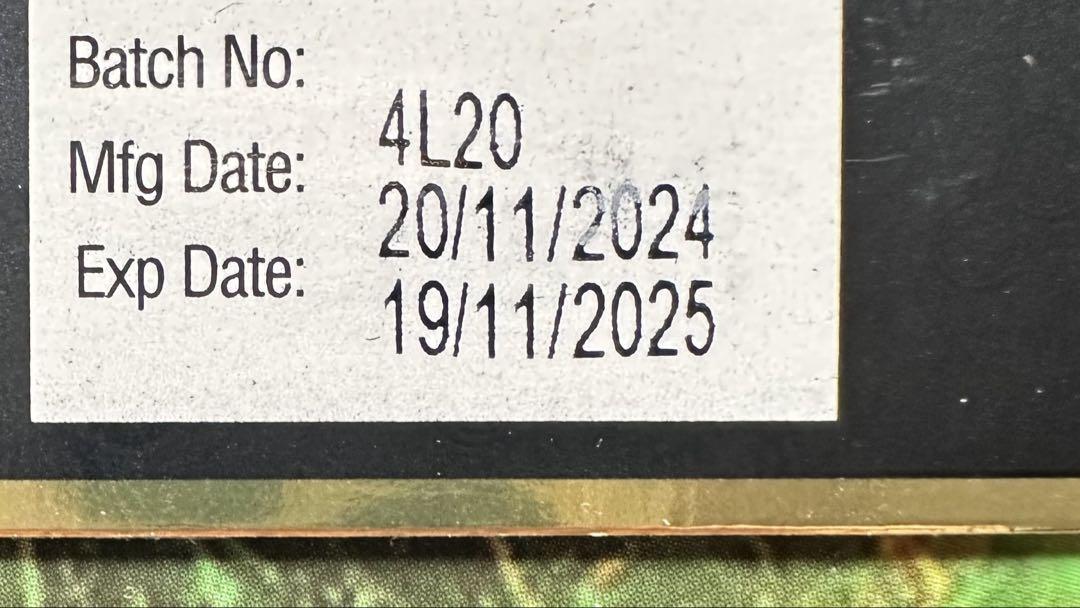 Batch No: 4L20
Mfg Date: 20/11/2024
Exp Date: 19/11/2025